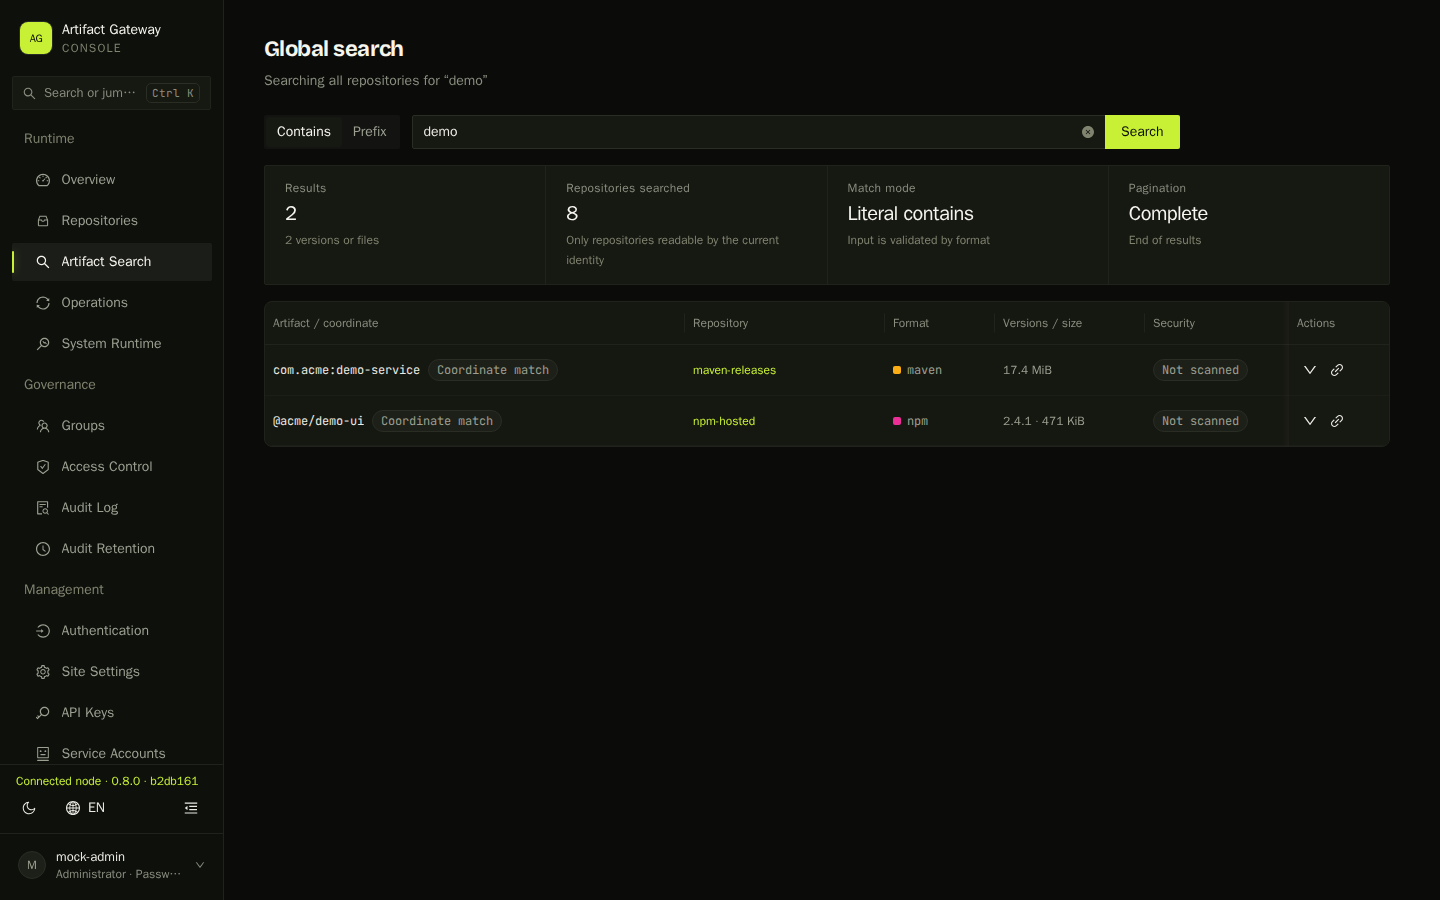 AG
Artifact Gateway
CONSOLE
Search or jum···
Ctrl K
Runtime
Overview
Repositories
Artifact Search
Operations
System Runtime
Governance
Groups
Access Control
Audit Log
Audit Retention
Management
Authentication
Site Settings
API Keys
Service Accounts
Connected node · 0.8.0 · b2db161
EN
M
mock-admin
Administrator · Passw···
Global search
Searching all repositories for “demo”
Contains Prefix demo Search
Results
2
2 versions or files
Repositories searched
8
Only repositories readable by the current
identity
Match mode
Literal contains
Input is validated by format
Pagination
Complete
End of results
Artifact / coordinate Repository Format Versions / size Security Actions
com.acme:demo-service Coordinate match maven-releases maven 17.4 MiB Not scanned
@acme/demo-ui Coordinate match npm-hosted npm 2.4.1 · 471 KiB Not scanned